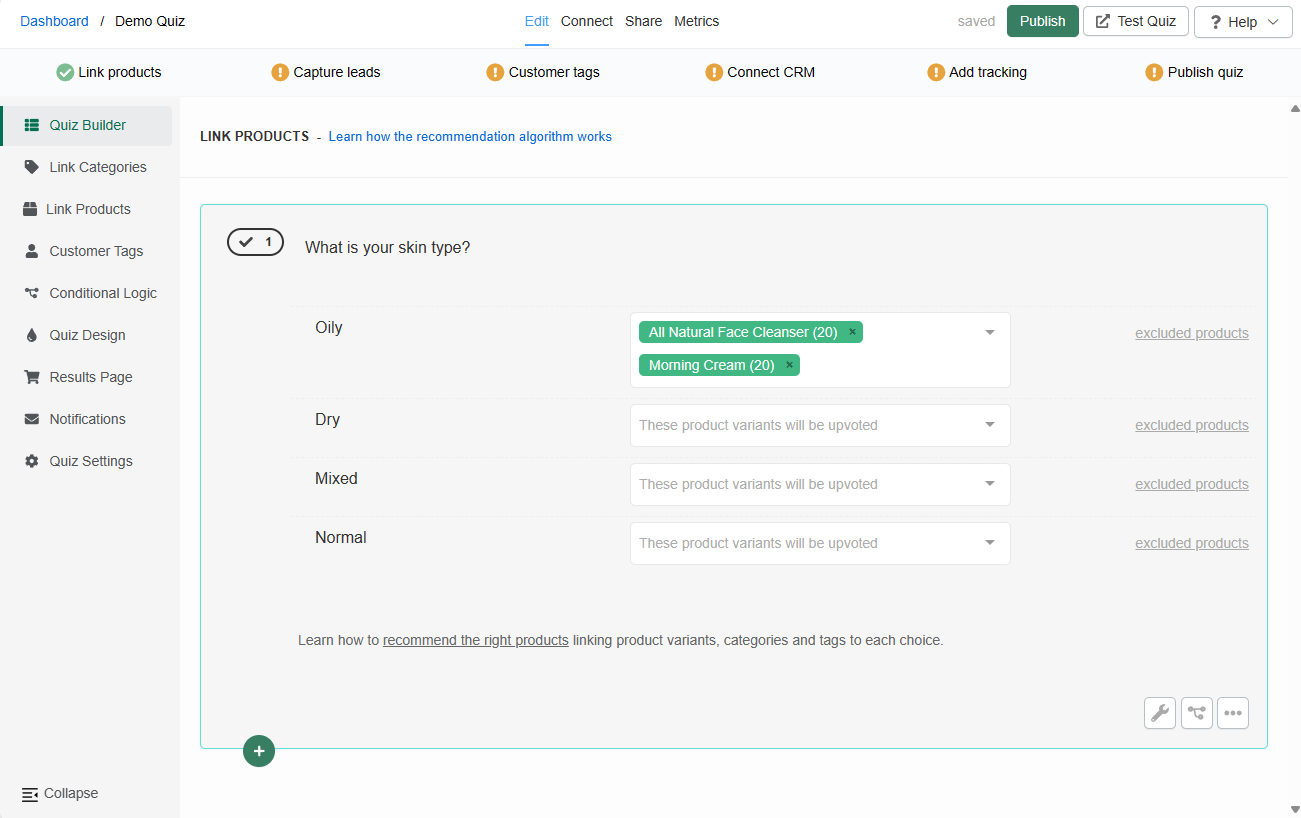 Dashboard / Demo Quiz Edit Connect Share Metrics saved Publish Test Quiz ? Help
Link products Capture leads Customer tags Connect CRM Add tracking Publish quiz
Quiz Builder
Link Categories
Link Products
Customer Tags
Conditional Logic
Quiz Design
Results Page
Notifications
Quiz Settings
Collapse
LINK PRODUCTS - Learn how the recommendation algorithm works
1 What is your skin type?
Oily All Natural Face Cleanser (20) × excluded products
Morning Cream (20) ×
Dry These product variants will be upvoted excluded products
Mixed These product variants will be upvoted excluded products
Normal These product variants will be upvoted excluded products
Learn how to recommend the right products linking product variants, categories and tags to each choice.
+